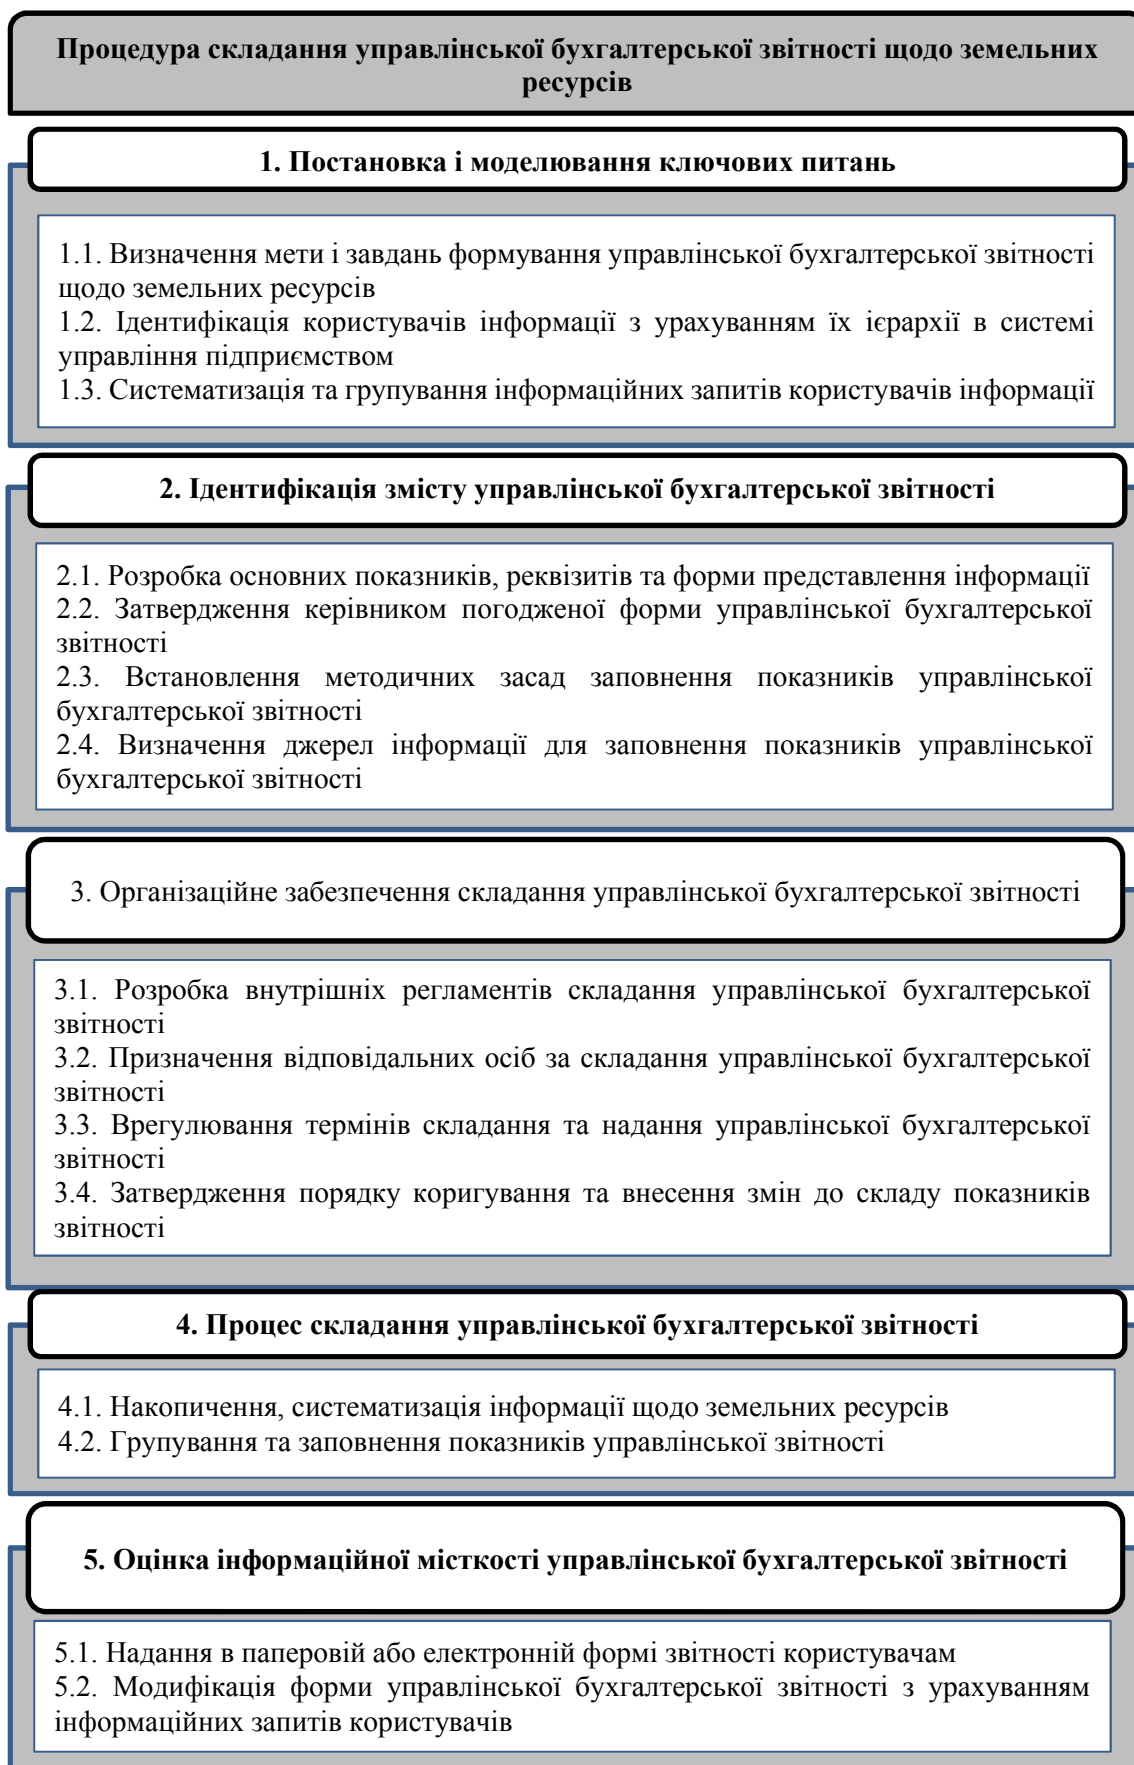 Процедура складання управлінської бухгалтерської звітності щодо земельних
ресурсів
1. Постановка і моделювання ключових питань
1.1. Визначення мети і завдань формування управлінської бухгалтерської звітності
щодо земельних ресурсів
1.2. Ідентифікація користувачів інформації з урахуванням їх ієрархії в системі
управління підприємством
1.3. Систематизація та групування інформаційних запитів користувачів інформації
2. Ідентифікація змісту управлінської бухгалтерської звітності
2.1. Розробка основних показників, реквізитів та форми представлення інформації
2.2. Затвердження керівником погодженої форми управлінської бухгалтерської
звітності
2.3. Встановлення методичних засад заповнення показників управлінської
бухгалтерської звітності
2.4. Визначення джерел інформації для заповнення показників управлінської
бухгалтерської звітності
3. Організаційне забезпечення складання управлінської бухгалтерської звітності
3.1. Розробка внутрішніх регламентів складання управлінської бухгалтерської
звітності
3.2. Призначення відповідальних осіб за складання управлінської бухгалтерської
звітності
3.3. Врегулювання термінів складання та надання управлінської бухгалтерської
звітності
3.4. Затвердження порядку коригування та внесення змін до складу показників
звітності
4. Процес складання управлінської бухгалтерської звітності
4.1. Накопичення, систематизація інформації щодо земельних ресурсів
4.2. Групування та заповнення показників управлінської звітності
5. Оцінка інформаційної місткості управлінської бухгалтерської звітності
5.1. Надання в паперовій або електронній формі звітності користувачам
5.2. Модифікація форми управлінської бухгалтерської звітності з урахуванням
інформаційних запитів користувачів